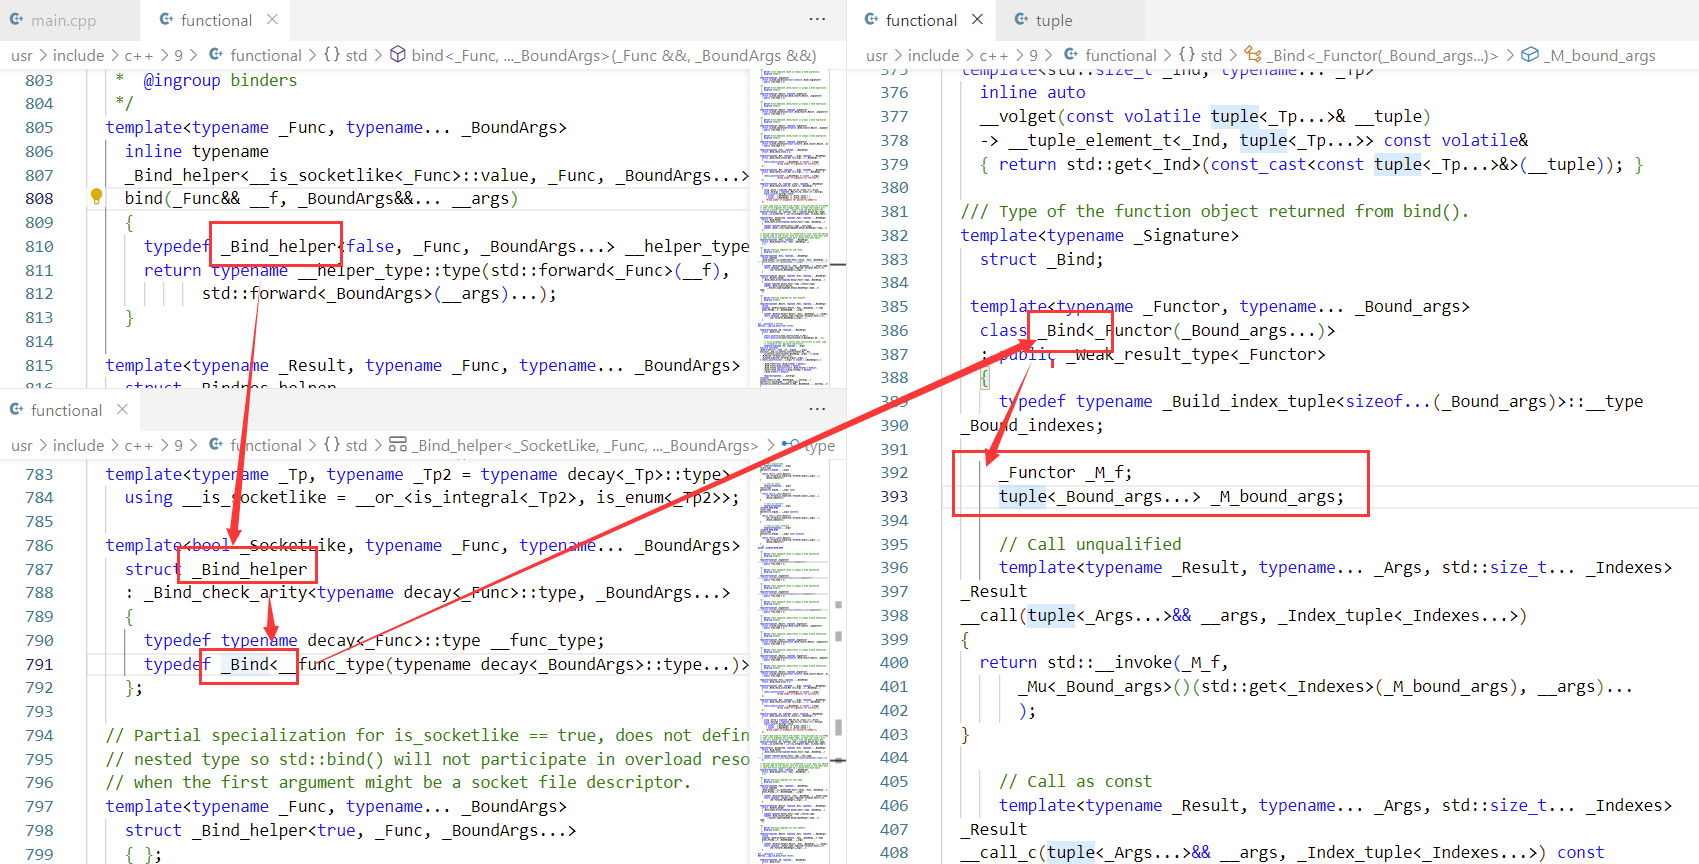 main.cpp
functional
usr > include > c++ > 9 > functional > {} std > bind<_Func, ..._BoundArgs>(_Func &&, _BoundArgs &&)
803 * @ingroup binders
804 */
805 template<typename _Func, typename... _BoundArgs>
806 inline typename
807 _Bind_helper<__is_socketlike<_Func>::value, _Func, _BoundArgs...>
808 bind(_Func&& __f, _BoundArgs&&... __args)
809 {
810 typedef _Bind_helper<false, _Func, _BoundArgs...> __helper_type
811 return typename __helper_type::type(std::forward<_Func>(__f),
812 std::forward<_BoundArgs>(__args)...);
813 }
814
815 template<typename _Result, typename _Func, typename... _BoundArgs>
816 struct _Bindres_helper
functional
usr > include > c++ > 9 > functional > {} std > _Bind_helper<_SocketLike, _Func, ..._BoundArgs> > type
783 template<typename _Tp, typename _Tp2 = typename decay<_Tp>::type>
784 using __is_socketlike = __or_<is_integral<_Tp2>, is_enum<_Tp2>>;
785
786 template<bool _SocketLike, typename _Func, typename... _BoundArgs>
787 struct _Bind_helper
788 : _Bind_check_arity<typename decay<_Func>::type, _BoundArgs...>
789 {
790 typedef typename decay<_Func>::type __func_type;
791 typedef _Bind<__func_type(typename decay<_BoundArgs>::type...)>
792 };
793
794 // Partial specialization for is_socketlike == true, does not defin
795 // nested type so std::bind() will not participate in overload reso
796 // when the first argument might be a socket file descriptor.
797 template<typename _Func, typename... _BoundArgs>
798 struct _Bind_helper<true, _Func, _BoundArgs...>
799 { };
functional
tuple
usr > include > c++ > 9 > functional > {} std > _Bind<_Functor(_Bound_args...)> > _M_bound_args
375 template<std::size_t _Ind, typename... _Tp>
376 inline auto
377 __volget(const volatile tuple<_Tp...>& __tuple)
378 -> __tuple_element_t<_Ind, tuple<_Tp...>> const volatile&
379 { return std::get<_Ind>(const_cast<const tuple<_Tp...>&>(__tuple)); }
380
381 /// Type of the function object returned from bind().
382 template<typename _Signature>
383 struct _Bind;
384
385 template<typename _Functor, typename... _Bound_args>
386 class _Bind<_Functor(_Bound_args...)>
387 : public _Weak_result_type<_Functor>
388 {
389 typedef typename _Build_index_tuple<sizeof...(_Bound_args)>::__type
390 _Bound_indexes;
391
392 _Functor _M_f;
393 tuple<_Bound_args...> _M_bound_args;
394
395 // Call unqualified
396 template<typename _Result, typename... _Args, std::size_t... _Indexes>
397 _Result
398 __call(tuple<_Args...>&& __args, _Index_tuple<_Indexes...>)
399 {
400 return std::__invoke(_M_f,
401 _Mu<_Bound_args>()(std::get<_Indexes>(_M_bound_args), __args)...
402 );
403 }
404
405 // Call as const
406 template<typename _Result, typename... _Args, std::size_t... _Indexes>
407 _Result
408 __call_c(tuple<_Args...>&& __args, _Index_tuple<_Indexes...>) const